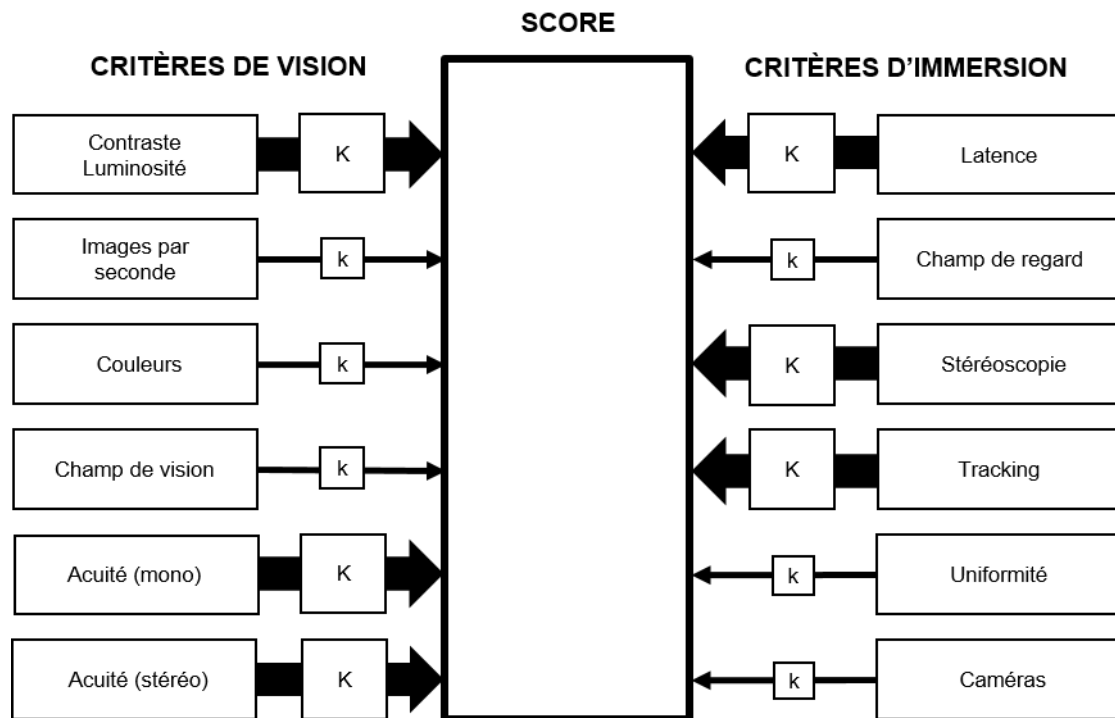 SCORE
CRITÈRES DE VISION
CRITÈRES D'IMMERSION
Contraste
Luminosité
K
K
Latence
Images par
seconde
k
k
Champ de regard
Couleurs
k
K
Stéréoscopie
Champ de vision
k
K
Tracking
Acuité (mono)
K
k
Uniformité
Acuité (stéréo)
K
k
Caméras